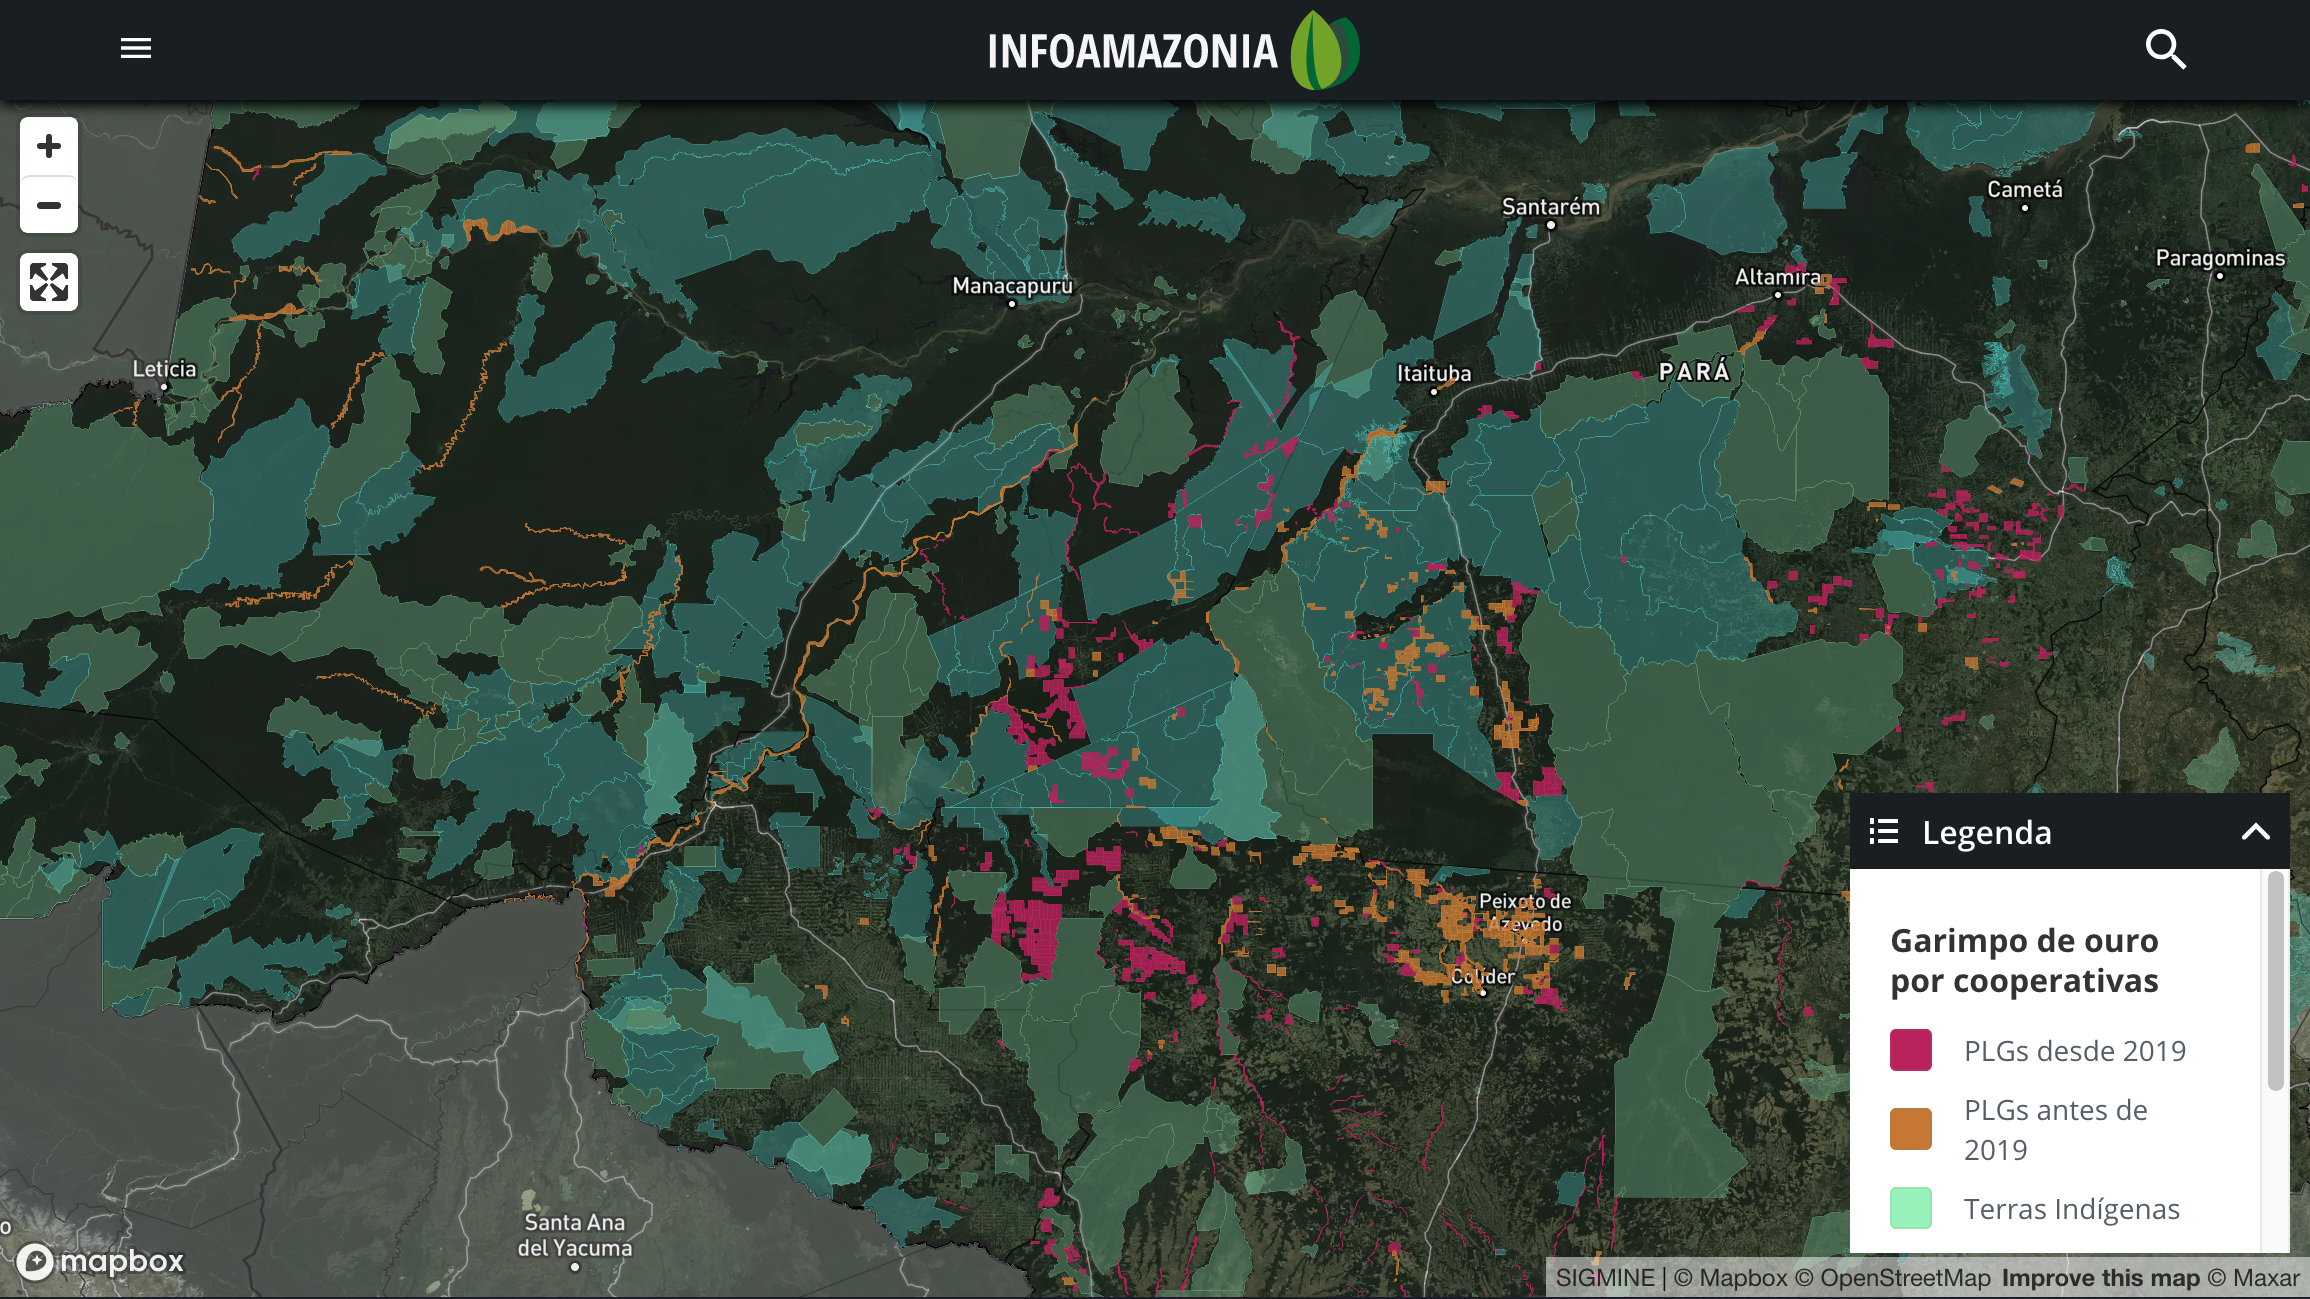 INFOAMAZONIA
+
−
Santarém
Cametá
Paragominas
Altamira
Manacapuru
Leticia
Itaituba
PARÁ
Peixoto de
Azevedo
Colider
Santa Ana
del Yacuma
o
mapbox
Legenda
Garimpo de ouro
por cooperativas
PLGs desde 2019
PLGs antes de
2019
Terras Indígenas
SIGMINE | © Mapbox © OpenStreetMap Improve this map © Maxar